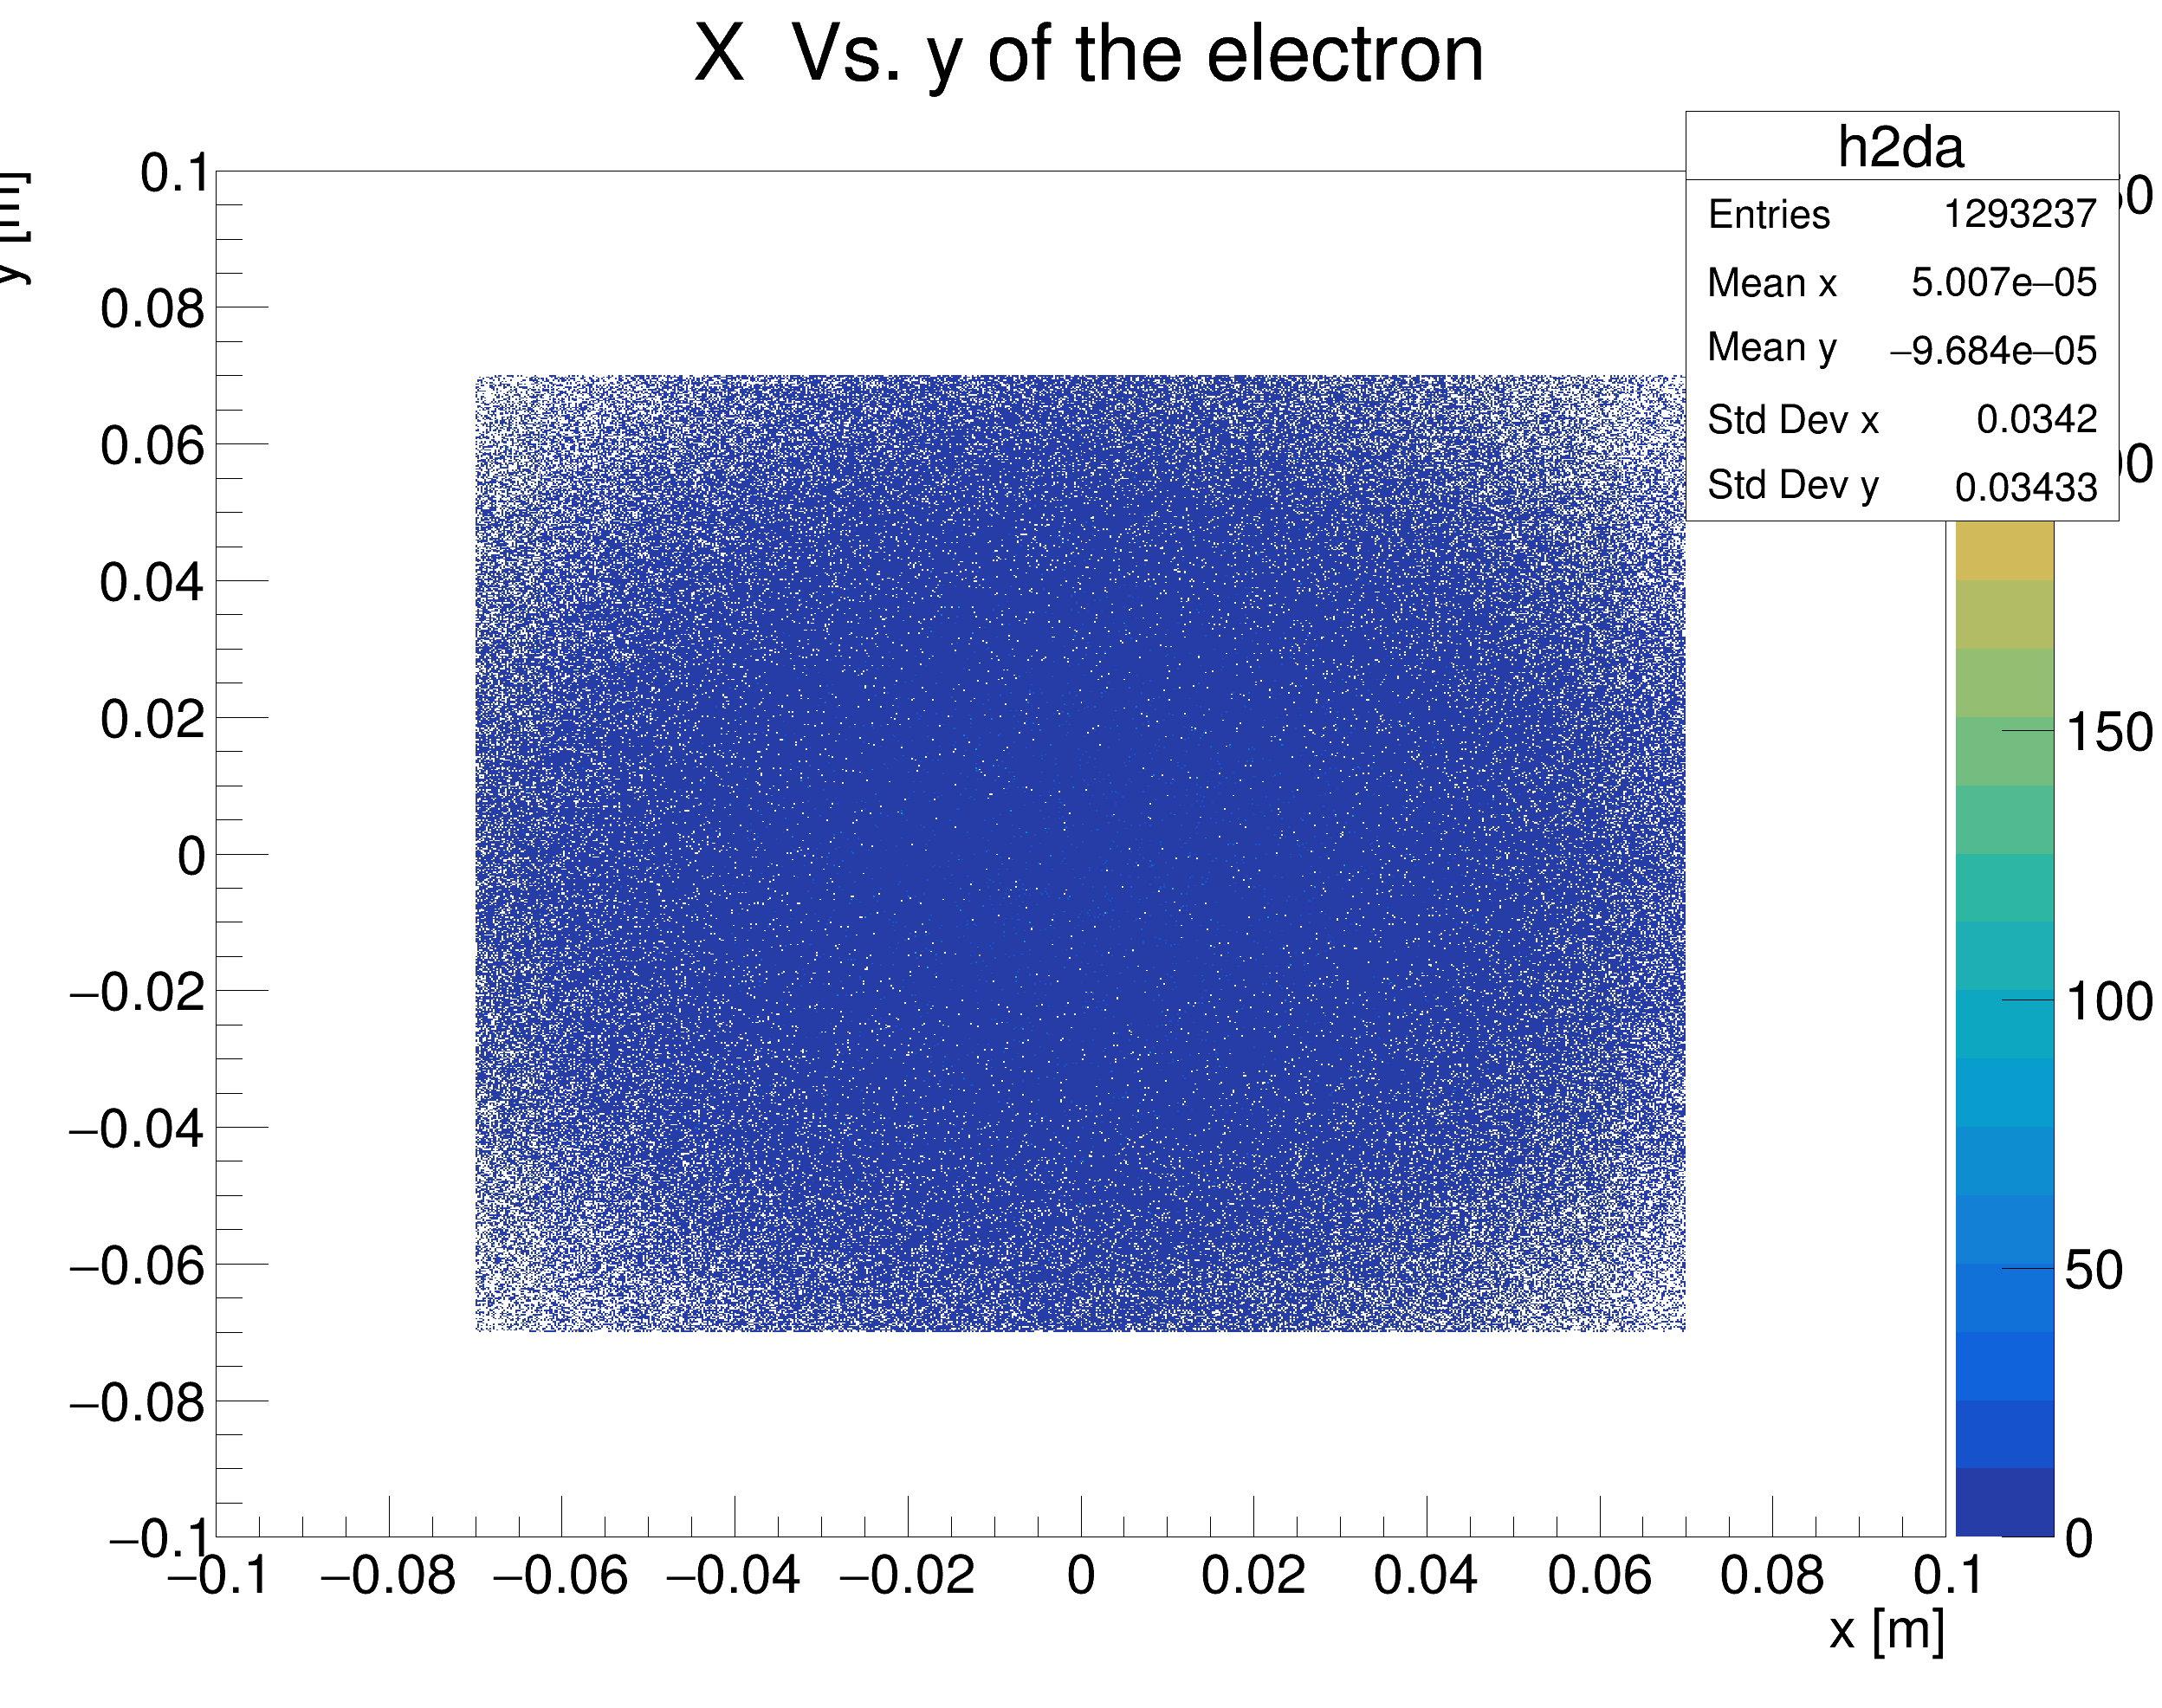 X Vs. y of the electron
h2da
Entries 1293237
Mean x 5.007e−05
Mean y −9.684e−05
Std Dev x 0.0342
Std Dev y 0.03433
y [m]
0.1
0.08
0.06
0.04
0.02
0
−0.02
−0.04
−0.06
−0.08
−0.1
−0.1 −0.08 −0.06 −0.04 −0.02 0 0.02 0.04 0.06 0.08 0.1
x [m]
150
100
50
0